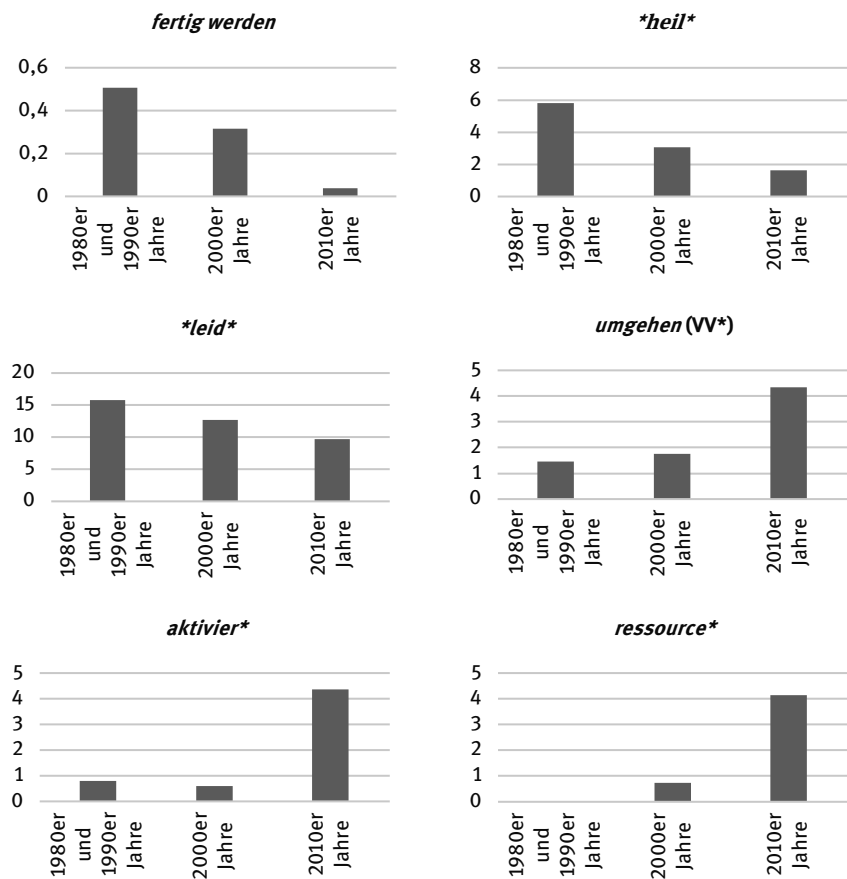 fertig werden
0,6
0,4
0,2
0
1980er
und
1990er
Jahre
2000er
Jahre
2010er
Jahre
*heil*
8
6
4
2
0
1980er
und
1990er
Jahre
2000er
Jahre
2010er
Jahre
*leid*
20
15
10
5
0
1980er
und
1990er
Jahre
2000er
Jahre
2010er
Jahre
umgehen (VV*)
5
4
3
2
1
0
1980er
und
1990er
Jahre
2000er
Jahre
2010er
Jahre
aktivier*
5
4
3
2
1
0
1980er
und
1990er
Jahre
2000er
Jahre
2010er
Jahre
ressource*
5
4
3
2
1
0
1980er
und
1990er
Jahre
2000er
Jahre
2010er
Jahre